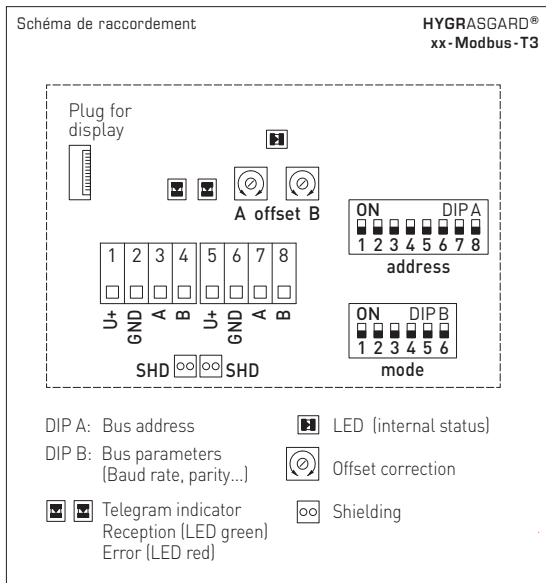 Schéma de raccordement
HYGRASGARD®
xx-Modbus-T3
Plug for
display
A offset B
ON DIP A
1 2 3 4 5 6 7 8
address
1 2 3 4 5 6 7 8
U+ GND A B U+ GND A B
ON DIP B
1 2 3 4 5 6
mode
SHD SHD
DIP A: Bus address
DIP B: Bus parameters
(Baud rate, parity...)
Telegram indicator
Reception (LED green)
Error (LED red)
LED (internal status)
Offset correction
Shielding